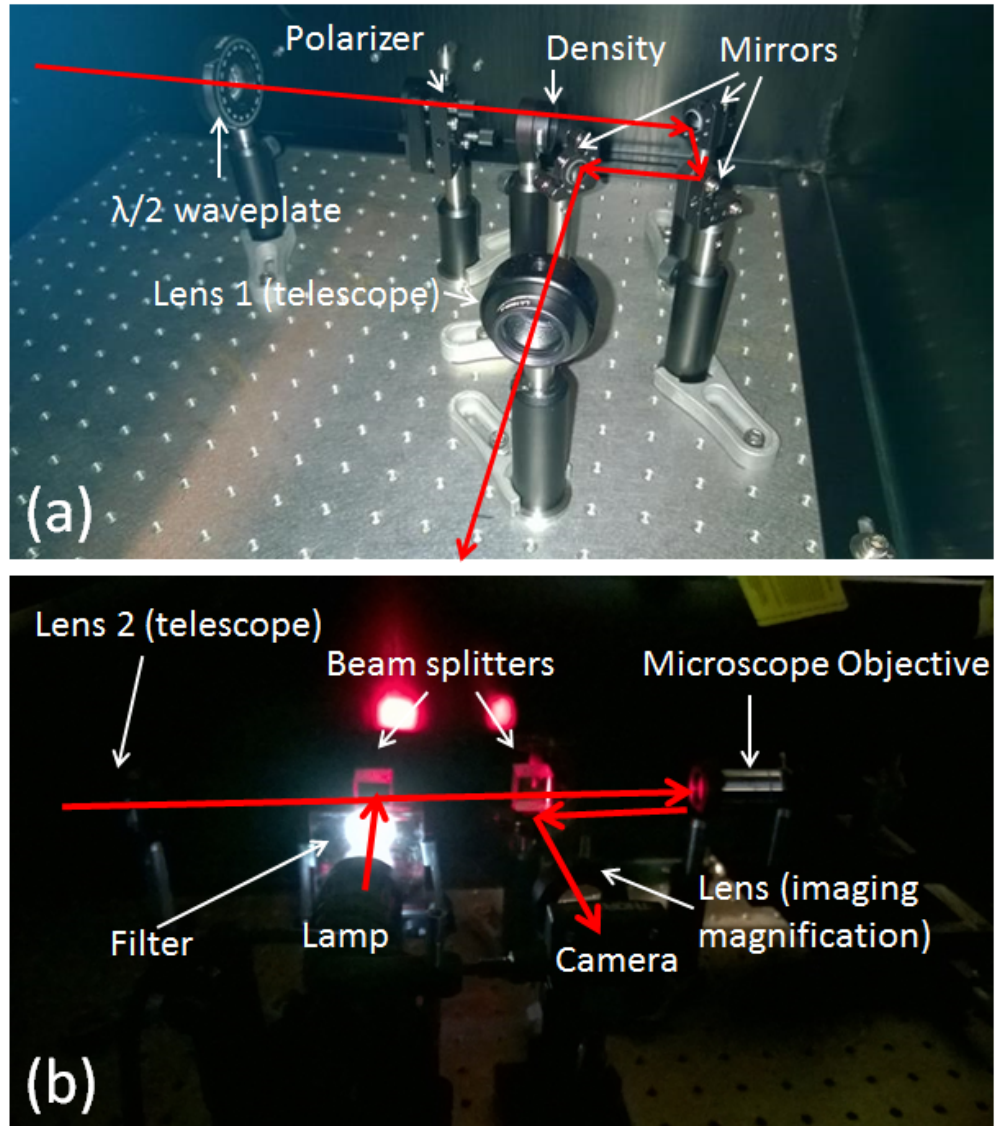 Polarizer
Density
Mirrors
λ/2 waveplate
Lens 1 (telescope)
(a)
Lens 2 (telescope)
Beam splitters
Microscope Objective
Filter
Lamp
Camera
Lens (imaging
magnification)
(b)